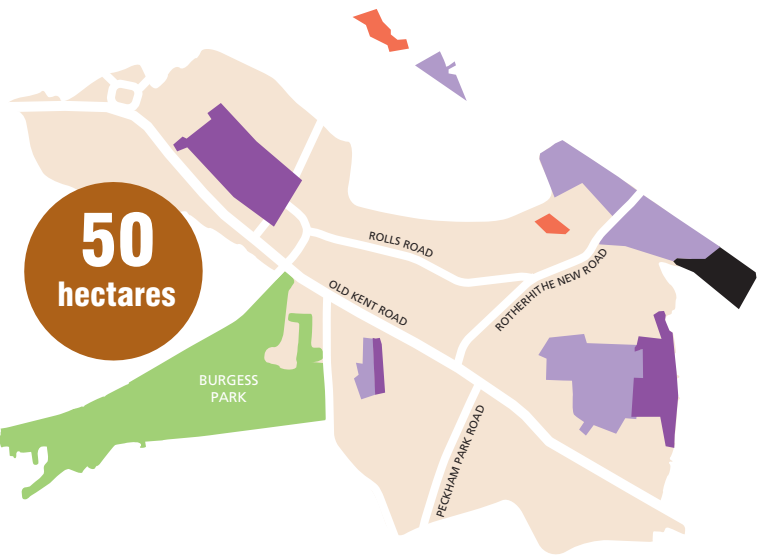 50
hectares
ROLLS ROAD
OLD KENT ROAD
ROTHERHITHE NEW ROAD
BURGESS
PARK
PECKHAM PARK ROAD